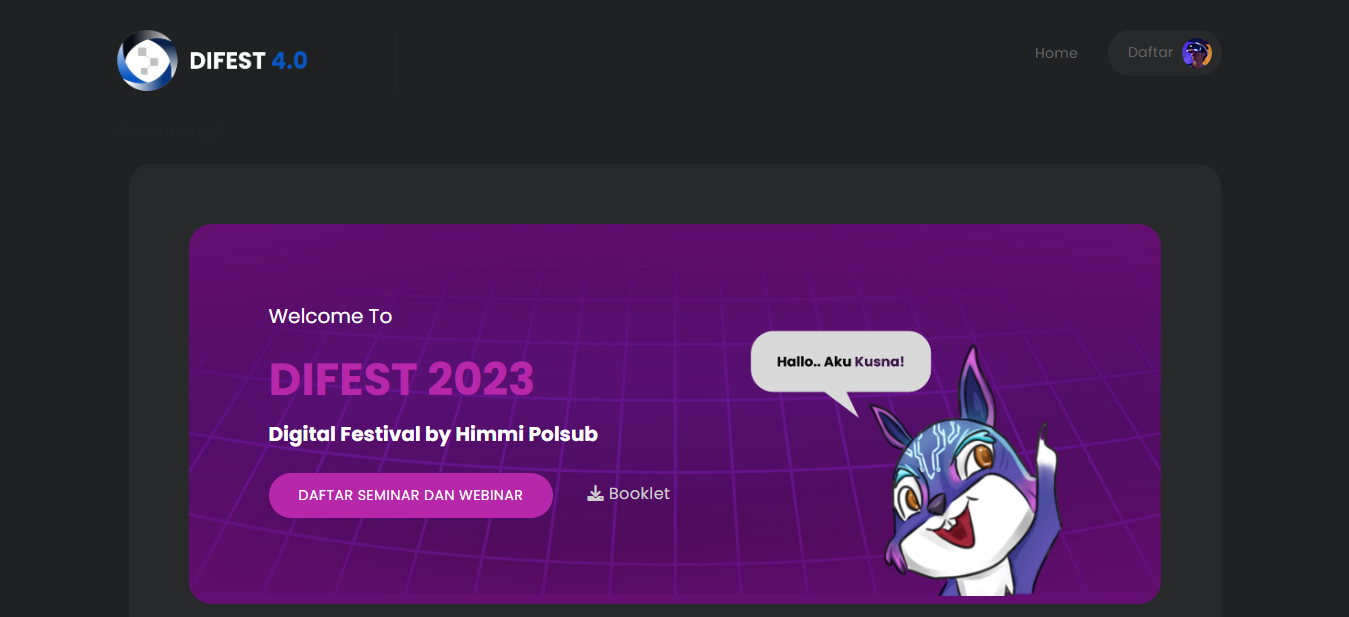 DIFEST 4.0
Home
Daftar
Welcome To
DIFEST 2023
Digital Festival by Himmi Polsub
DAFTAR SEMINAR DAN WEBINAR
Booklet
Hallo.. Aku Kusna!